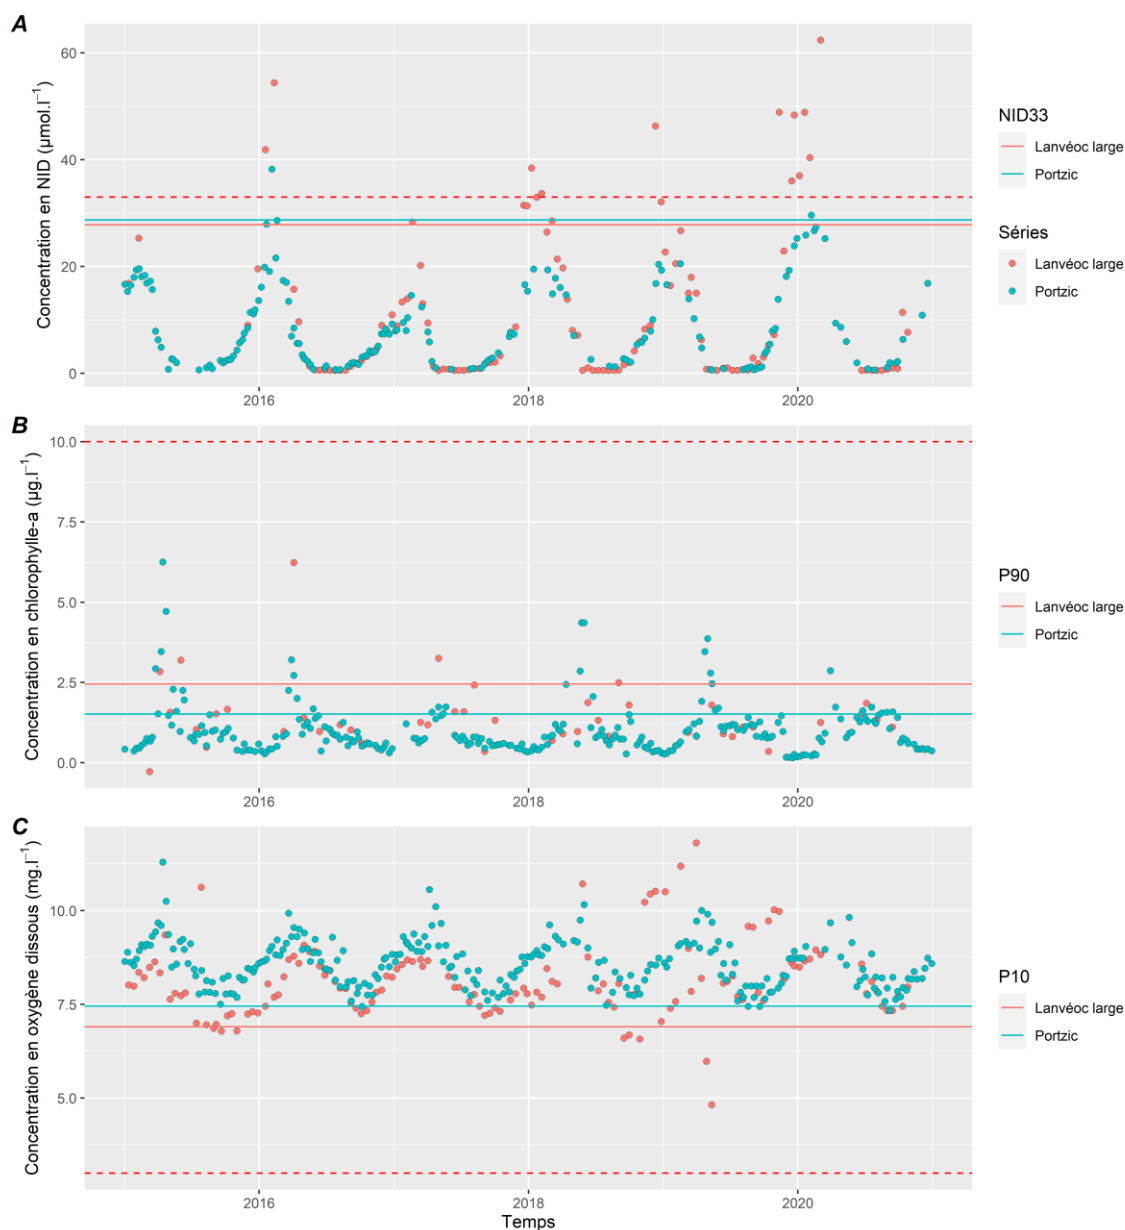 A
Concentration en NID (µmol.l⁻¹)
60
40
20
0
2016
2018
2020
NID33
Lanvéoc large
Portzic
Séries
Lanvéoc large
Portzic
B
Concentration en chlorophylle-a (µg.l⁻¹)
10.0
7.5
5.0
2.5
0.0
2016
2018
2020
P90
Lanvéoc large
Portzic
C
Concentration en oxygène dissous (mg.l⁻¹)
10.0
7.5
5.0
2016
2018
2020
Temps
P10
Lanvéoc large
Portzic